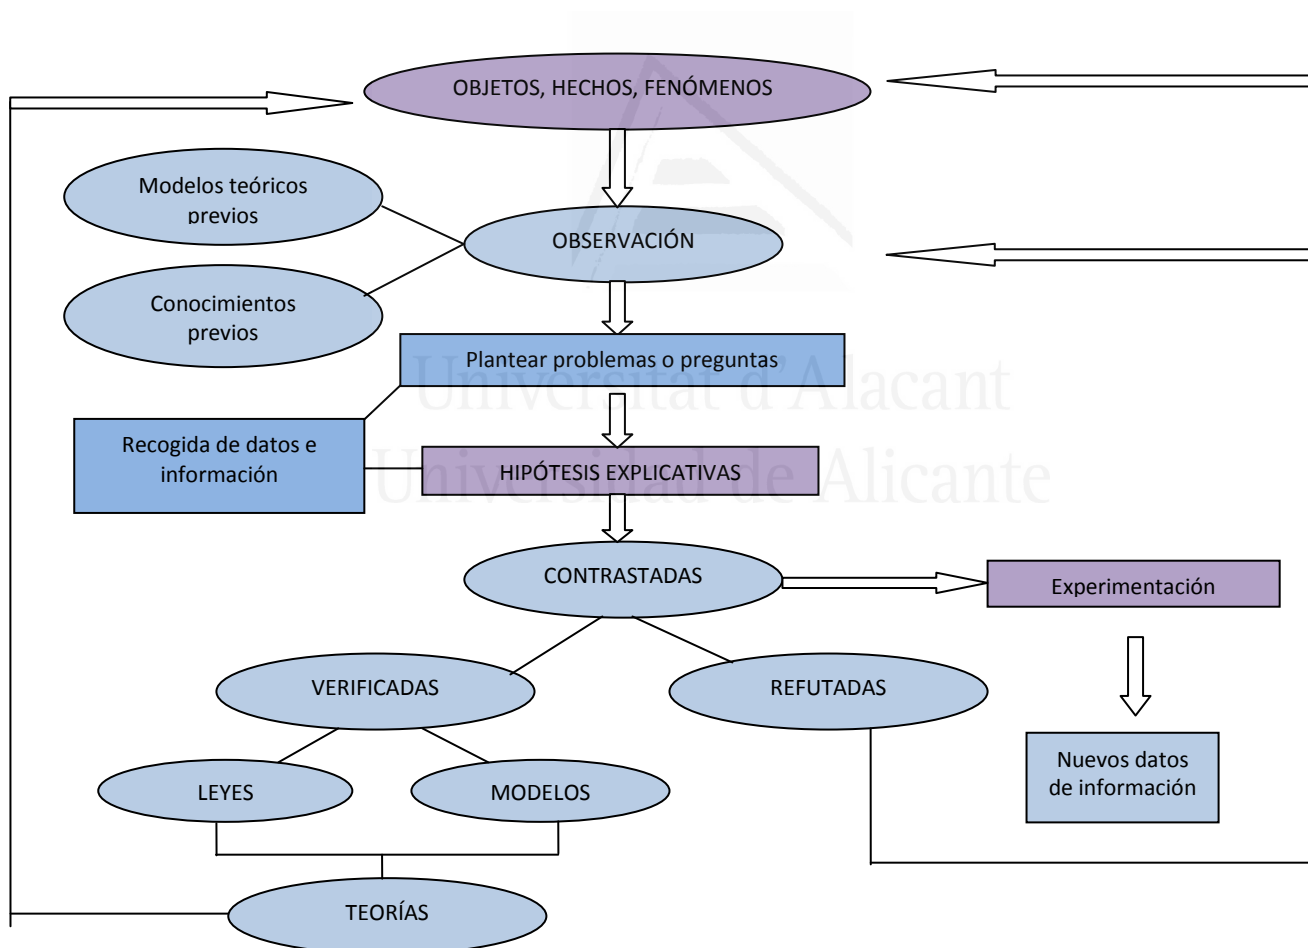 OBJETOS, HECHOS, FENÓMENOS
Modelos teóricos
previos
OBSERVACIÓN
Conocimientos
previos
Plantear problemas o preguntas
Universitat d'Alacant
Recogida de datos e
información
HIPÓTESIS EXPLICATIVAS
Universidad de Alicante
CONTRASTADAS
Experimentación
VERIFICADAS
REFUTADAS
Nuevos datos
de información
LEYES
MODELOS
TEORÍAS